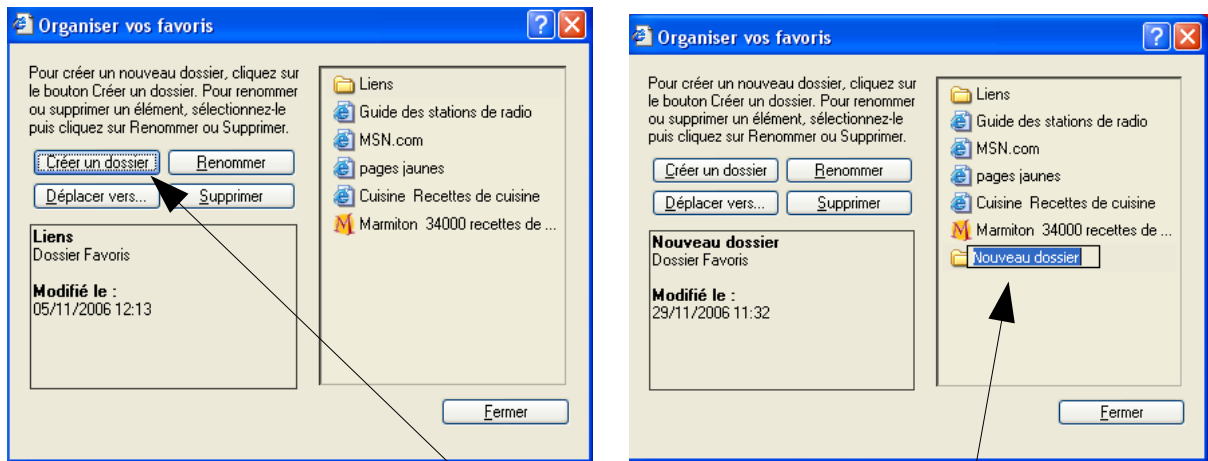 Organiser vos favoris
Pour créer un nouveau dossier, cliquez sur
le bouton Créer un dossier. Pour renommer
ou supprimer un élément, sélectionnez-le
puis cliquez sur Renommer ou Supprimer.
Créer un dossier
Renommer
Déplacer vers...
Supprimer
Liens
Dossier Favoris
Modifié le :
05/11/2006 12:13
Liens
Guide des stations de radio
MSN.com
pages jaunes
Cuisine Recettes de cuisine
Marmiton 34000 recettes de ...
Fermer
Organiser vos favoris
Pour créer un nouveau dossier, cliquez sur
le bouton Créer un dossier. Pour renommer
ou supprimer un élément, sélectionnez-le
puis cliquez sur Renommer ou Supprimer.
Créer un dossier
Renommer
Déplacer vers...
Supprimer
Nouveau dossier
Dossier Favoris
Modifié le :
29/11/2006 11:32
Liens
Guide des stations de radio
MSN.com
pages jaunes
Cuisine Recettes de cuisine
Marmiton 34000 recettes de ...
Nouveau dossier
Fermer